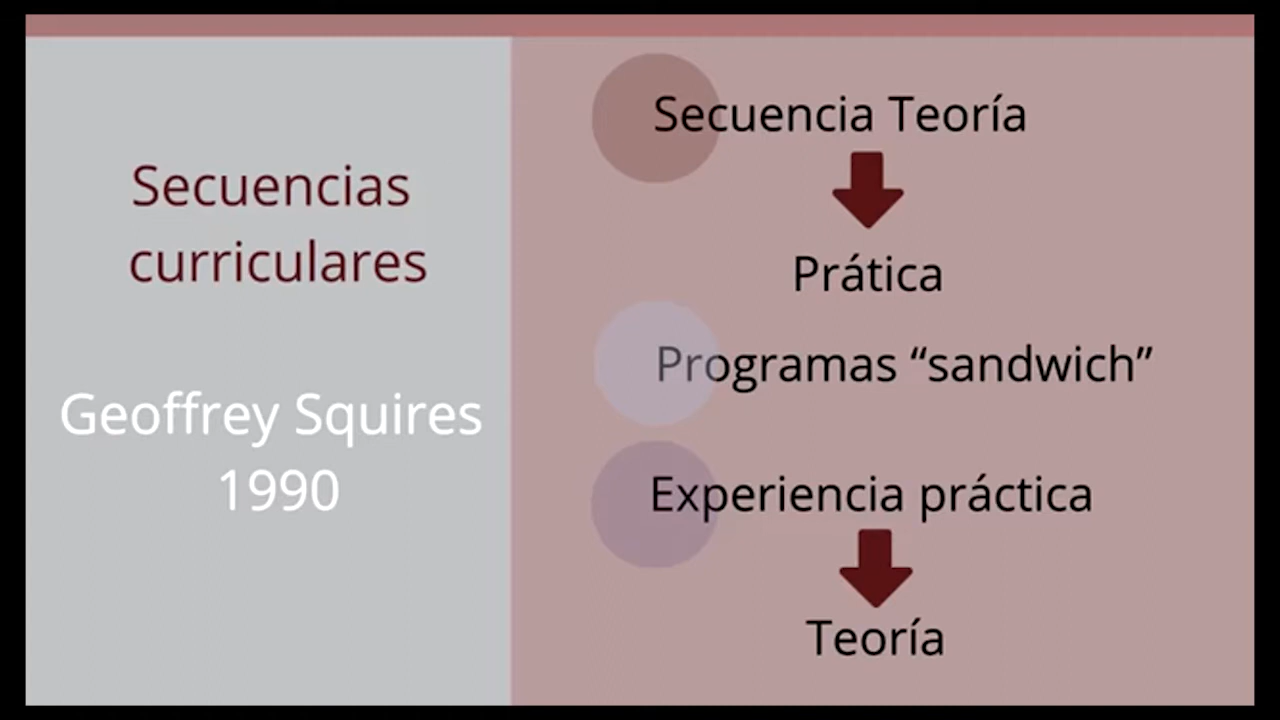 Secuencias
curriculares
Geoffrey Squires
1990
Secuencia Teoría
Prática
Programas “sandwich”
Experiencia práctica
Teoría